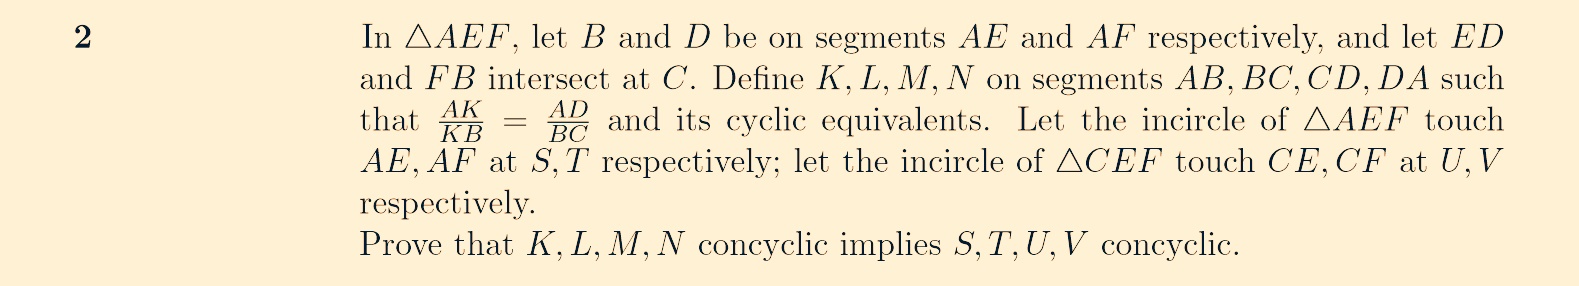 2 In △AEF, let B and D be on segments AE and AF respectively, and let ED
and FB intersect at C. Define K, L, M, N on segments AB, BC, CD, DA such
that $\frac{AK}{KB} = \frac{AD}{BC}$ and its cyclic equivalents. Let the incircle of △AEF touch
AE, AF at S, T respectively; let the incircle of △CEF touch CE, CF at U, V
respectively.
Prove that K, L, M, N concyclic implies S, T, U, V concyclic.